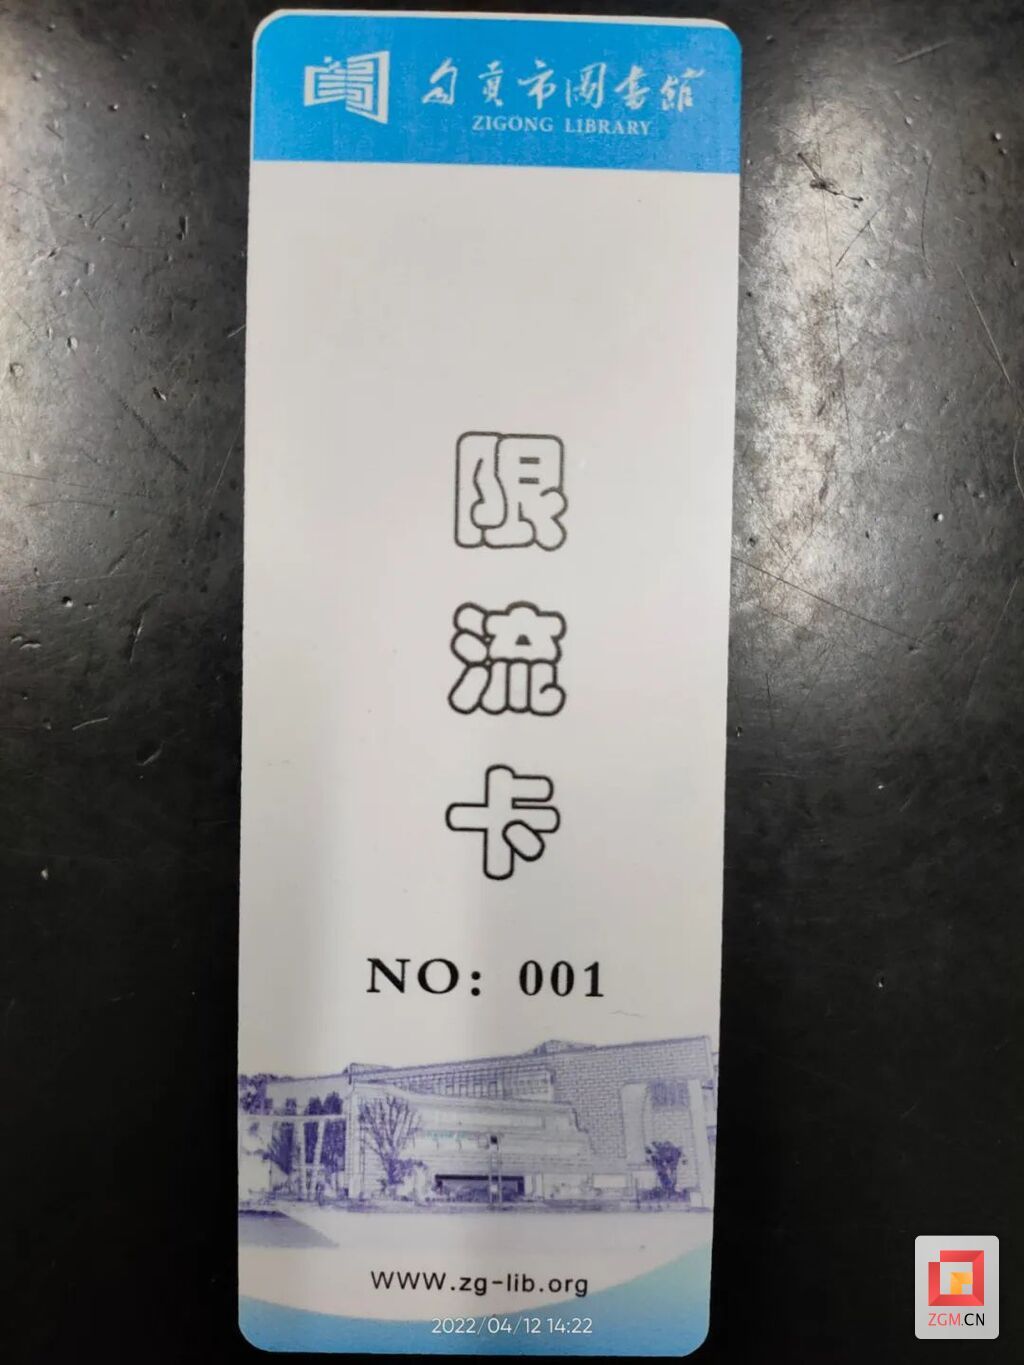 自贡市图书馆
ZIGONG LIBRARY
限
流
卡
NO: 001
WWW.zg-lib.org
2022/04/12 14:22
ZGM.CN